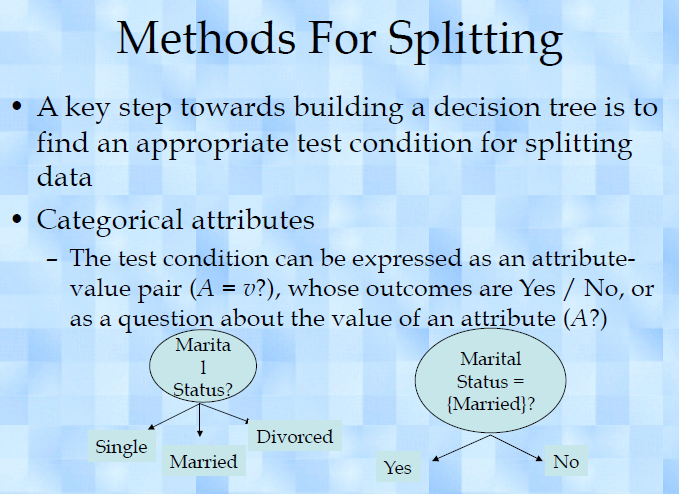 Methods For Splitting
• A key step towards building a decision tree is to
find an appropriate test condition for splitting
data
• Categorical attributes
– The test condition can be expressed as an attribute-
value pair (A = v?), whose outcomes are Yes / No, or
as a question about the value of an attribute (A?)
Marita
l
Status?
Single
Married
Divorced
Marital
Status =
{Married}?
Yes
No